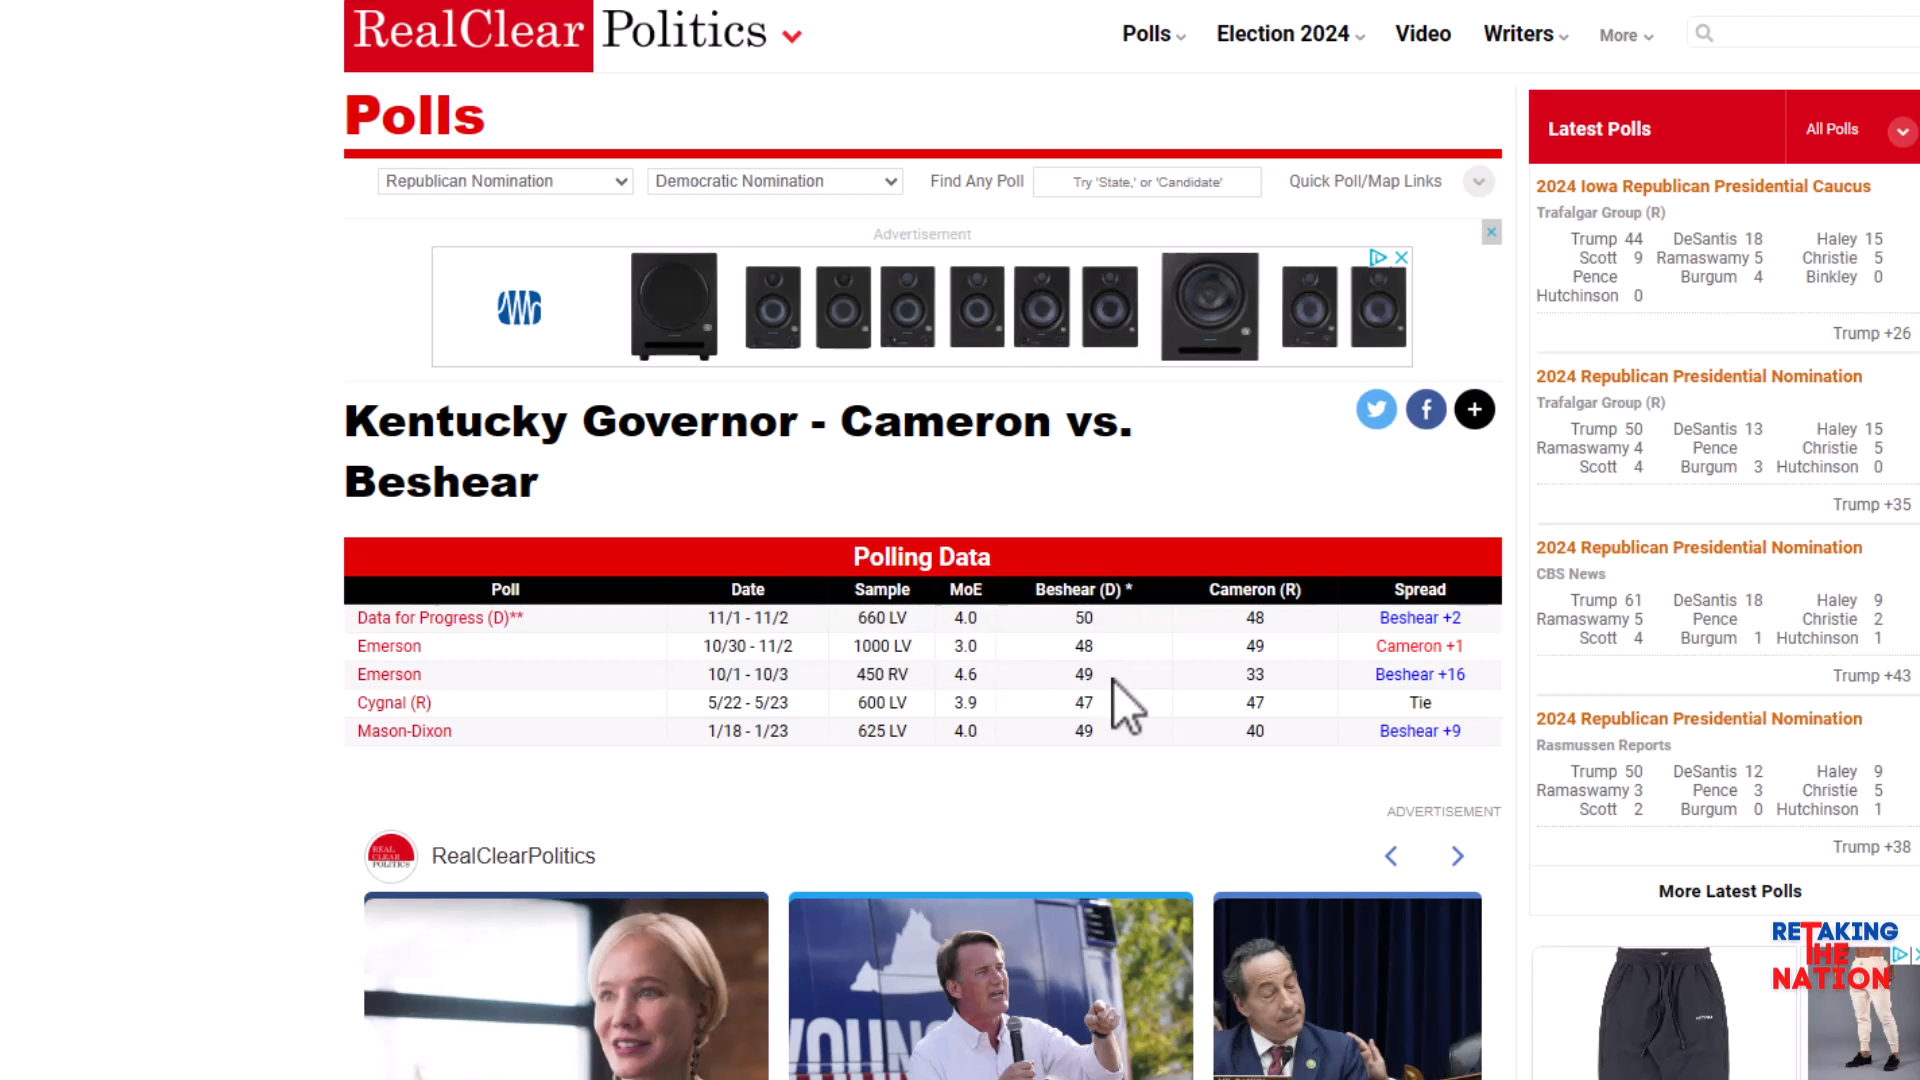 RealClear Politics
Polls Election 2024 Video Writers More
Polls
Republican Nomination Democratic Nomination Find Any Poll Try 'State,' or 'Candidate' Quick Poll/Map Links
Advertisement
Kentucky Governor - Cameron vs.
Beshear
Polling Data
Poll Date Sample MoE Beshear (D) * Cameron (R) Spread
Data for Progress (D)** 11/1 - 11/2 660 LV 4.0 50 48 Beshear +2
Emerson 10/30 - 11/2 1000 LV 3.0 48 49 Cameron +1
Emerson 10/1 - 10/3 450 RV 4.6 49 33 Beshear +16
Cygnal (R) 5/22 - 5/23 600 LV 3.9 47 47 Tie
Mason-Dixon 1/18 - 1/23 625 LV 4.0 49 40 Beshear +9
ADVERTISEMENT
REAL
CLEAR
POLITICS
RealClearPolitics
Latest Polls All Polls
2024 Iowa Republican Presidential Caucus
Trafalgar Group (R)
Trump 44 DeSantis 18 Haley 15
Scott 9 Ramaswamy 5 Christie 5
Pence Burgum 4 Binkley 0
Hutchinson 0
Trump +26
2024 Republican Presidential Nomination
Trafalgar Group (R)
Trump 50 DeSantis 13 Haley 15
Ramaswamy 4 Pence Christie 5
Scott 4 Burgum 3 Hutchinson 0
Trump +35
2024 Republican Presidential Nomination
CBS News
Trump 61 DeSantis 18 Haley 9
Ramaswamy 5 Pence Christie 2
Scott 4 Burgum 1 Hutchinson 1
Trump +43
2024 Republican Presidential Nomination
Rasmussen Reports
Trump 50 DeSantis 12 Haley 9
Ramaswamy 3 Pence 3 Christie 5
Scott 2 Burgum 0 Hutchinson 1
Trump +38
More Latest Polls
RETAKING
THE
NATION